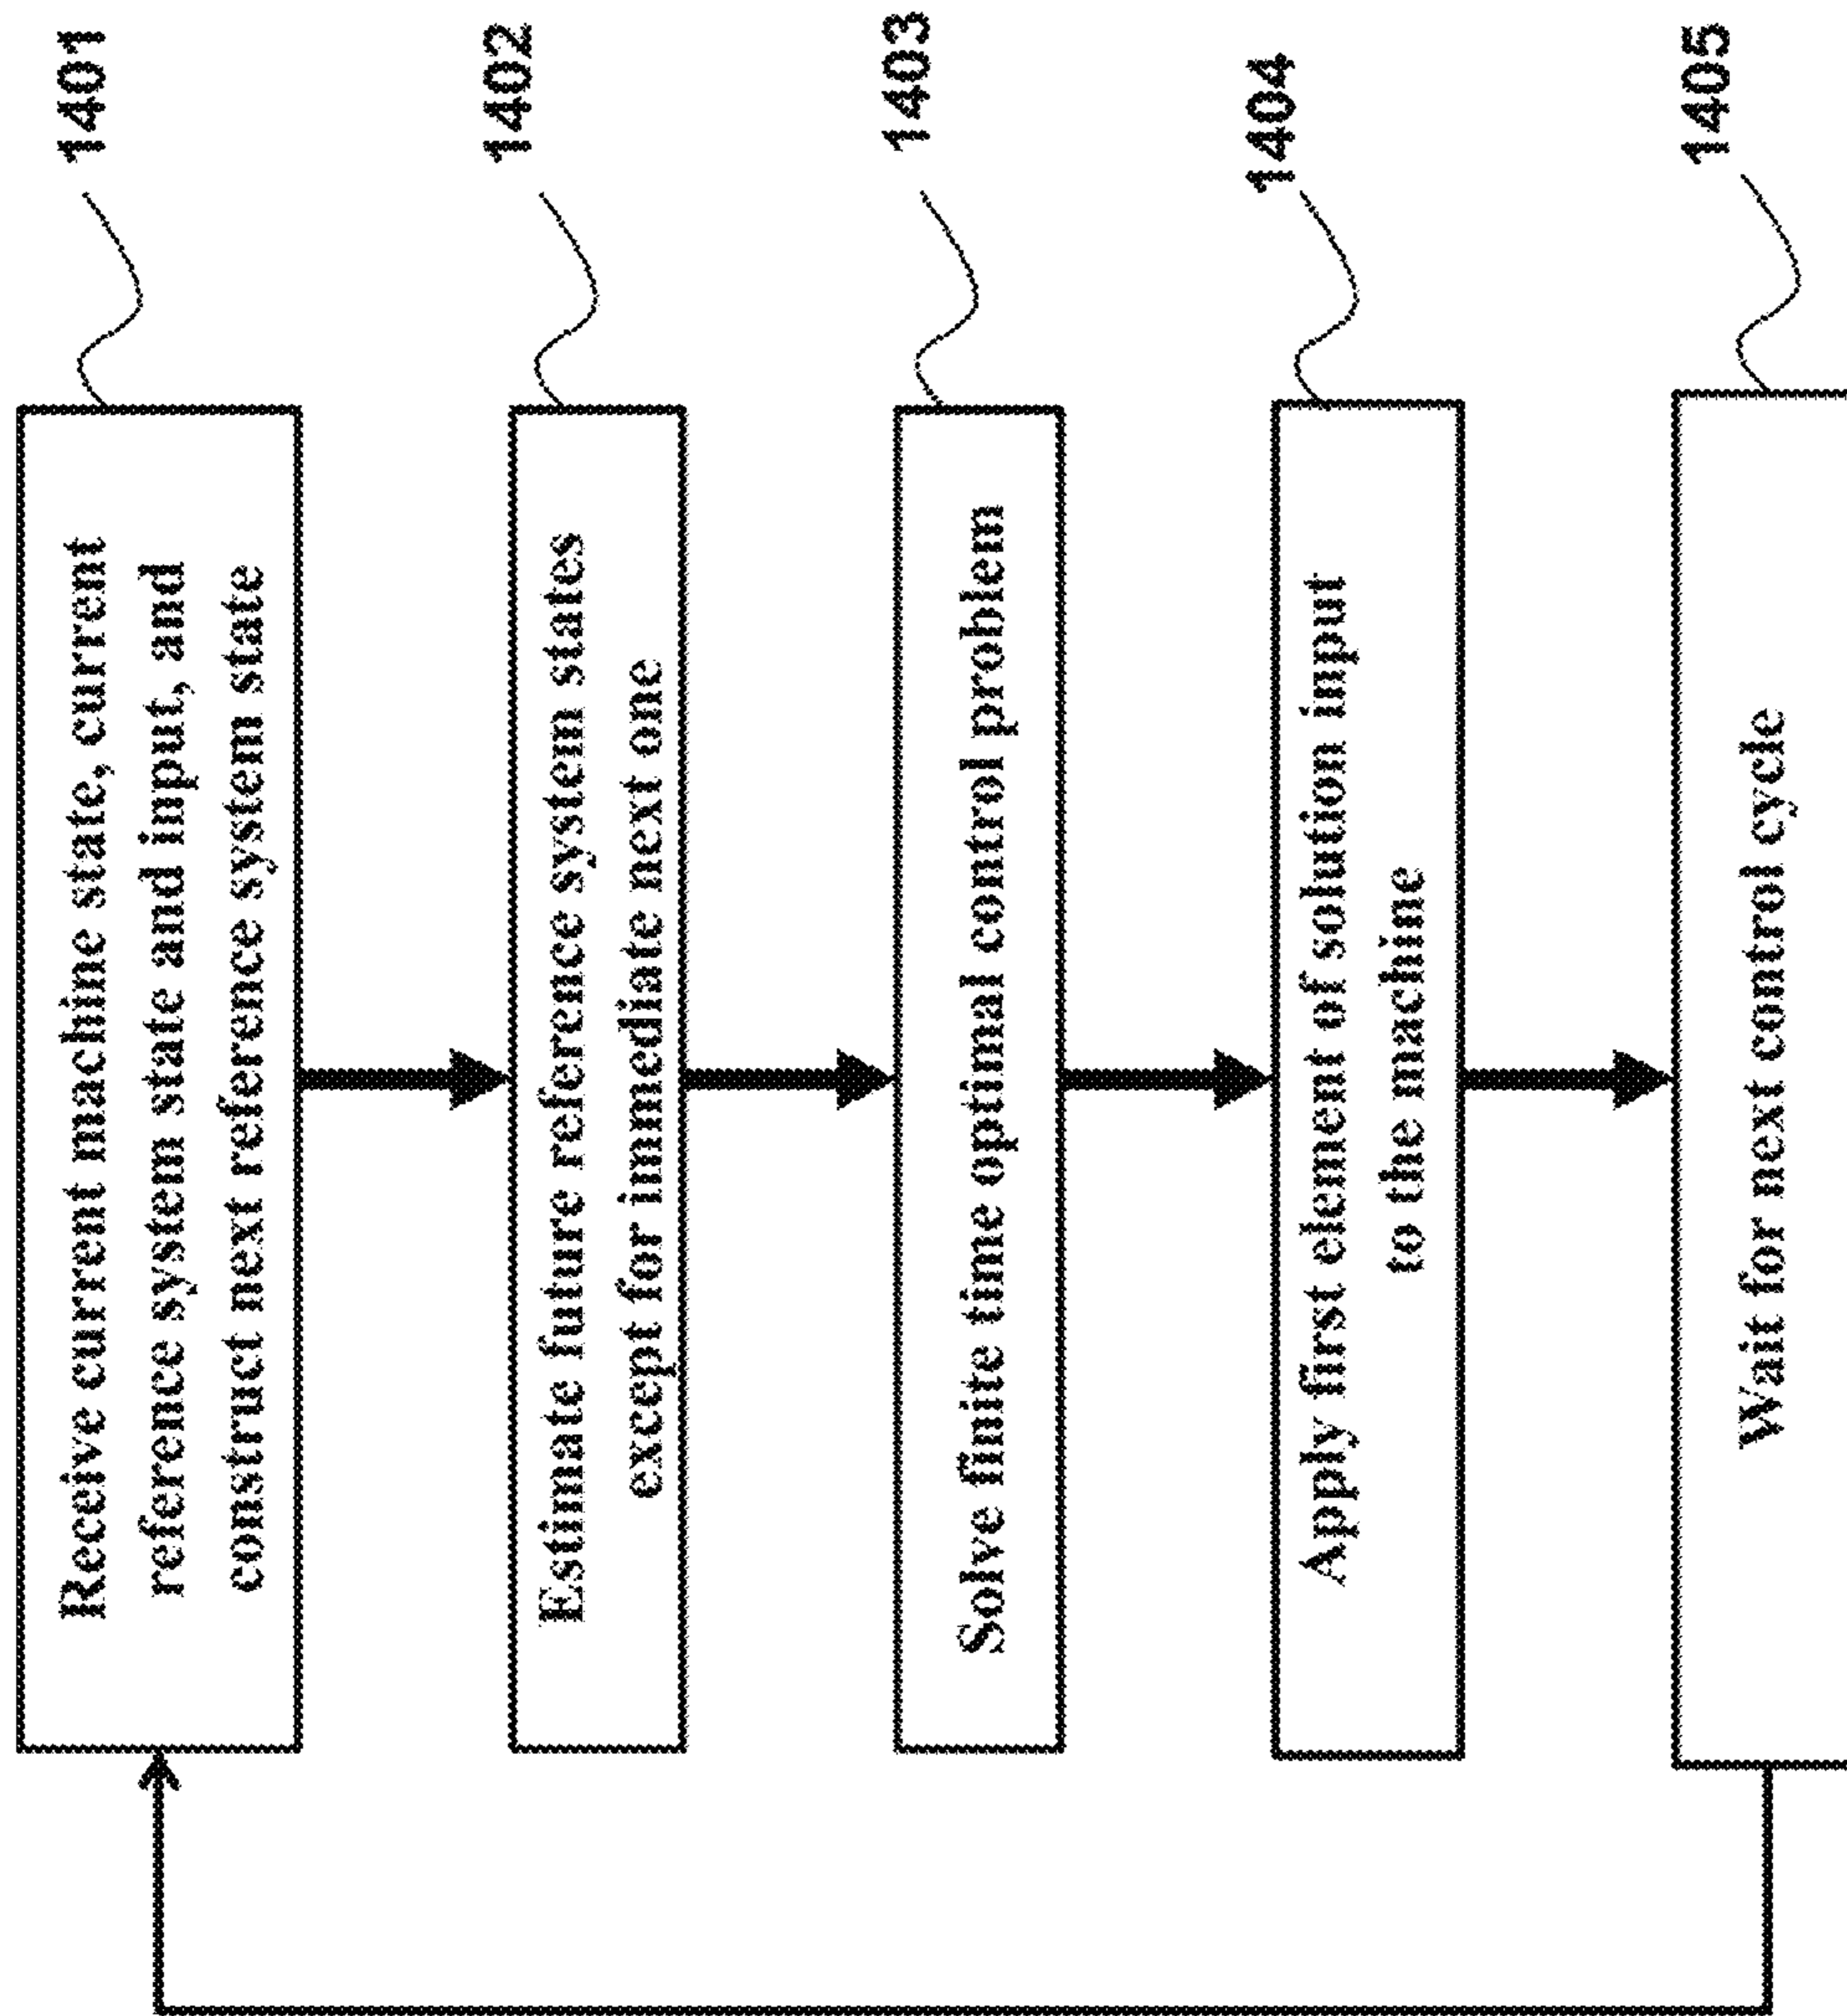 1401
Receive current machine state, current
reference system state and input, and
construct next reference system state
1402
Estimate future reference system states
except for immediate next one
1403
Solve finite time optimal control problem
1404
Apply first element of solution input
to the machine
1405
Wait for next control cycle